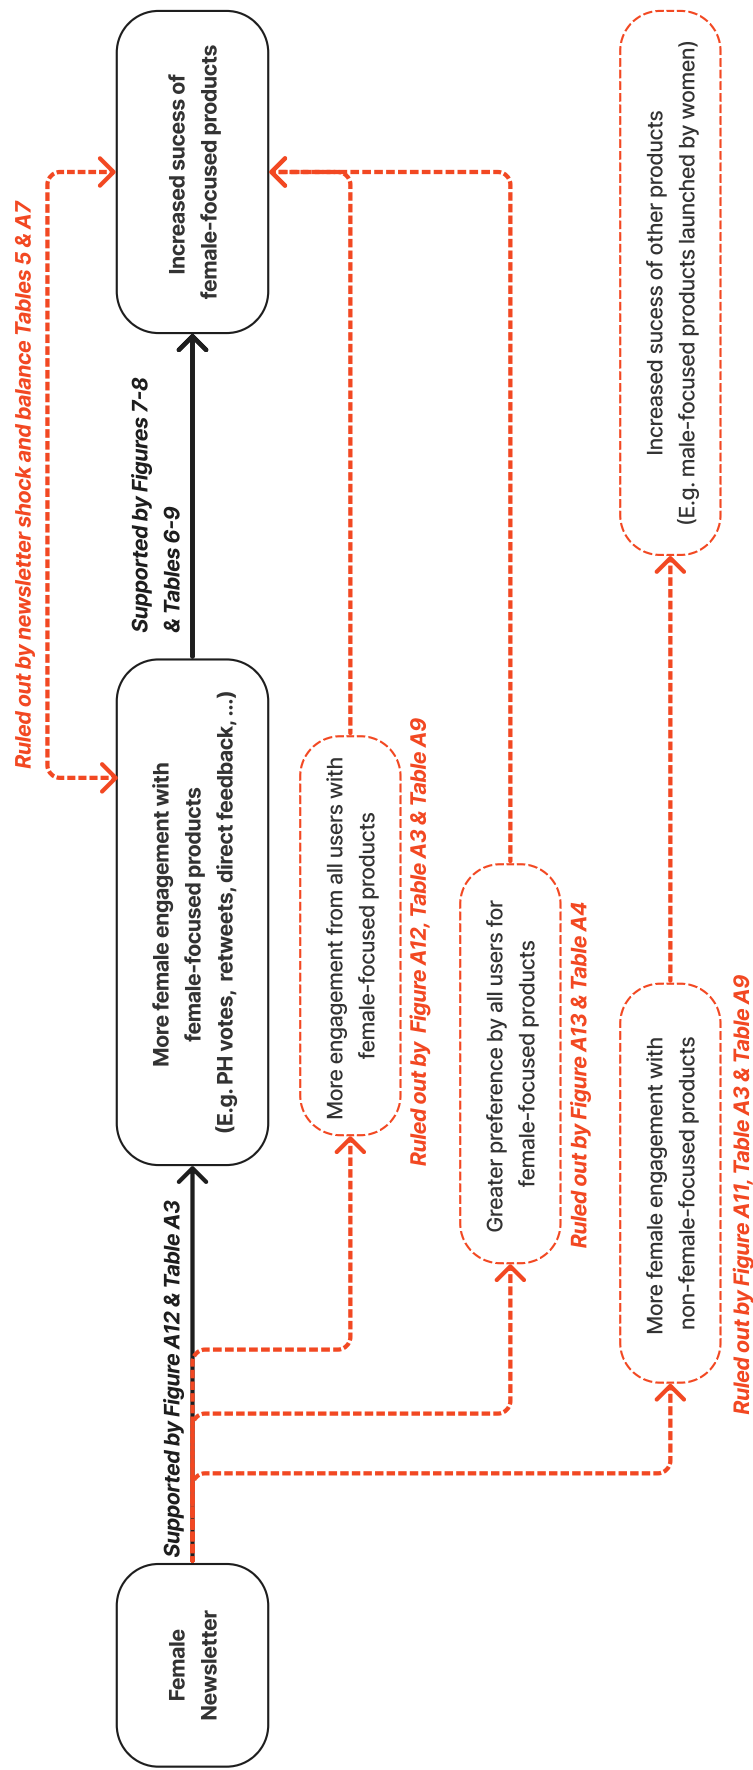 Ruled out by newsletter shock and balance Tables 5 & A7
Female
Newsletter
Supported by Figure A12 & Table A3
More female engagement with
female-focused products
(E.g. PH votes, retweets, direct feedback, ...)
Supported by Figures 7-8
& Tables 6-9
Increased sucess of
female-focused products
More engagement from all users with
female-focused products
Ruled out by Figure A12, Table A3 & Table A9
Greater preference by all users for
female-focused products
Ruled out by Figure A13 & Table A4
More female engagement with
non-female-focused products
Ruled out by Figure A11, Table A3 & Table A9
Increased sucess of other products
(E.g. male-focused products launched by women)